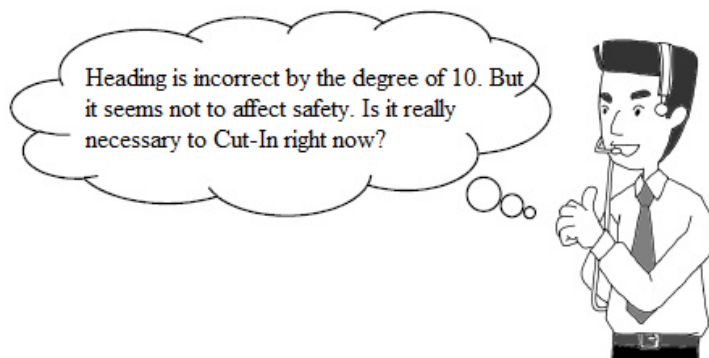 Heading is incorrect by the degree of 10. But
it seems not to affect safety. Is it really
necessary to Cut-In right now?